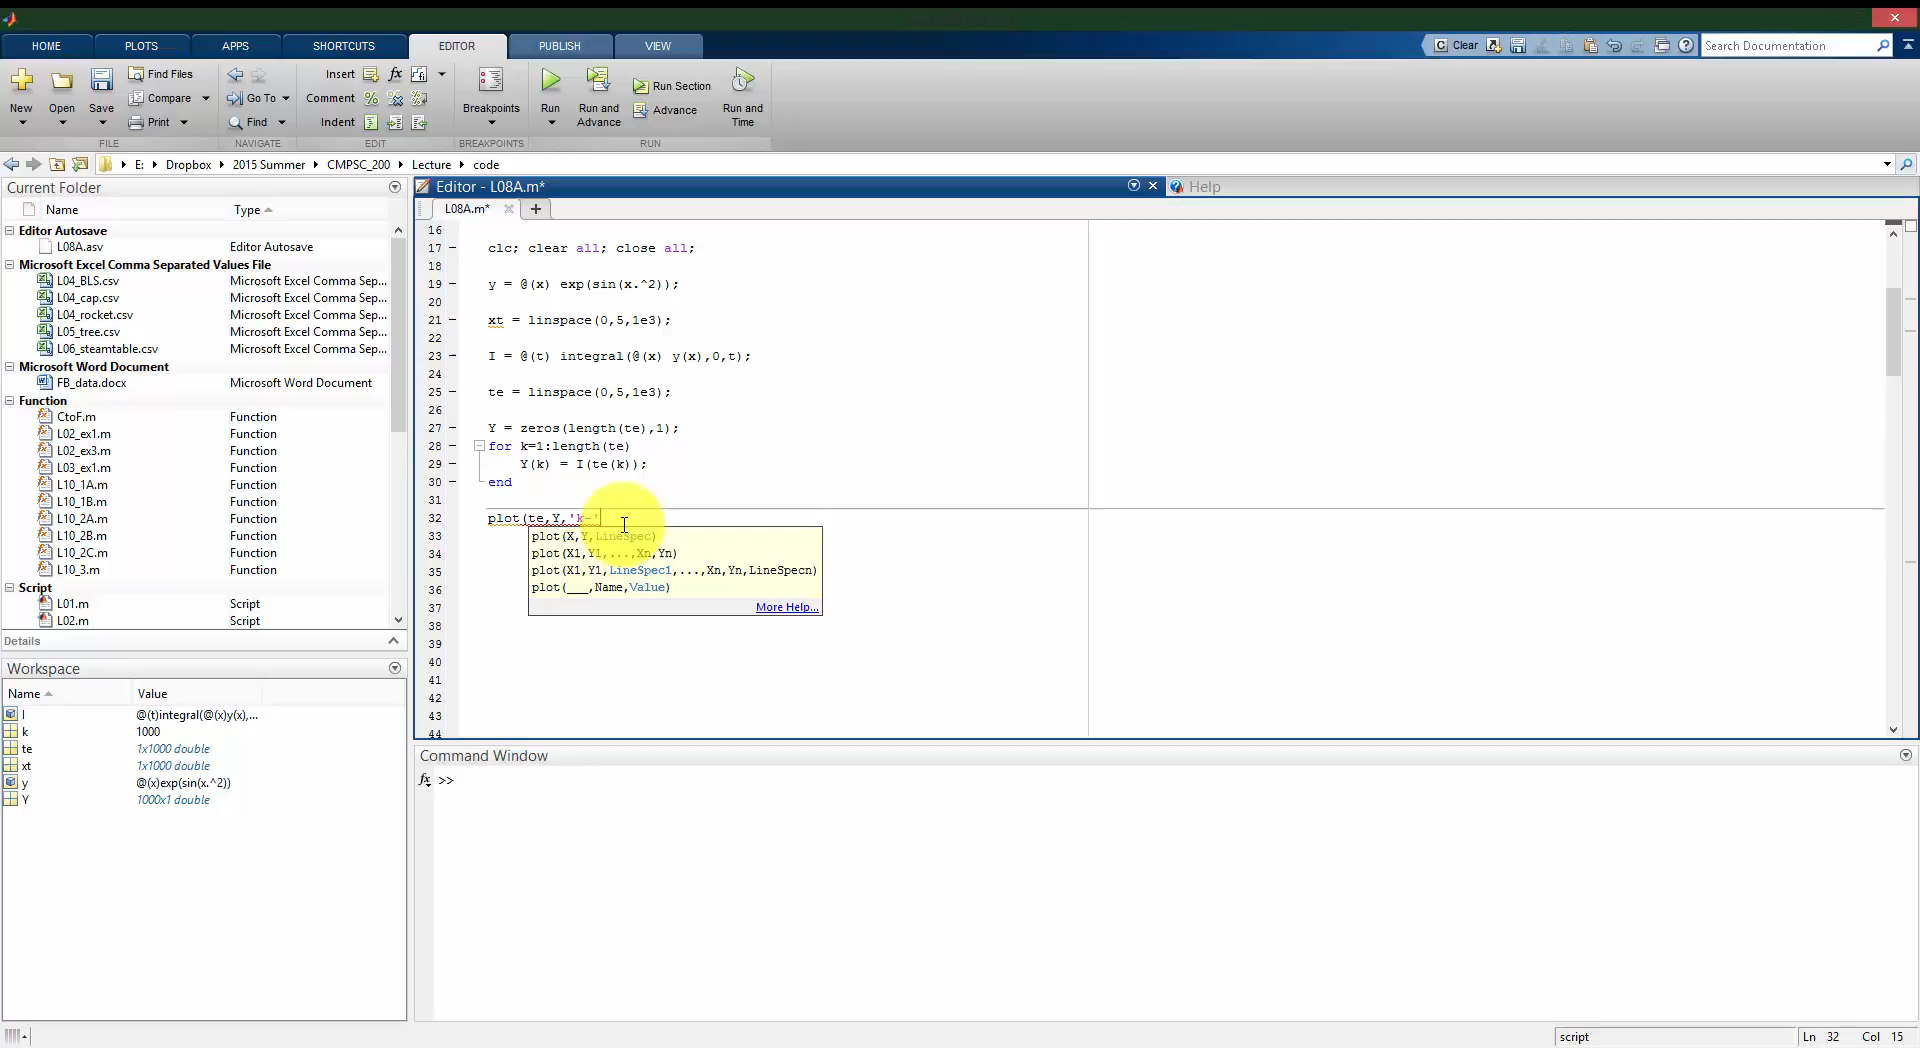 HOME PLOTS APPS SHORTCUTS EDITOR PUBLISH VIEW Clear Search Documentation
New Open Save Find Files Compare Print
Go To Find
Insert fx
Comment
Indent
Breakpoints
Run Run and Advance Run Section Advance Run and Time
FILE NAVIGATE EDIT BREAKPOINTS RUN
E: Dropbox 2015 Summer CMPSC_200 Lecture code
Current Folder
Name Type
Editor Autosave
L08A.asv Editor Autosave
Microsoft Excel Comma Separated Values File
L04_BLS.csv Microsoft Excel Comma Sep...
L04_cap.csv Microsoft Excel Comma Sep...
L04_rocket.csv Microsoft Excel Comma Sep...
L05_tree.csv Microsoft Excel Comma Sep...
L06_steamtable.csv Microsoft Excel Comma Sep...
Microsoft Word Document
FB_data.docx Microsoft Word Document
Function
CtoF.m Function
L02_ex1.m Function
L02_ex3.m Function
L03_ex1.m Function
L10_1A.m Function
L10_1B.m Function
L10_2A.m Function
L10_2B.m Function
L10_2C.m Function
L10_3.m Function
Script
L01.m Script
L02.m Script
Details
Workspace
Name Value
I @(t)integral(@(x)y(x),...
k 1000
te 1x1000 double
xt 1x1000 double
y @(x)exp(sin(x.^2))
Y 1000x1 double
Editor - L08A.m* Help
L08A.m*
16
17 clc; clear all; close all;
18
19 y = @(x) exp(sin(x.^2));
20
21 xt = linspace(0,5,1e3);
22
23 I = @(t) integral(@(x) y(x),0,t);
24
25 te = linspace(0,5,1e3);
26
27 Y = zeros(length(te),1);
28 for k=1:length(te)
29 Y(k) = I(te(k));
30 end
31
32 plot(te,Y,'k-'
33 plot(X,Y,LineSpec)
34 plot(X1,Y1,...,Xn,Yn)
35 plot(X1,Y1,LineSpec1,...,Xn,Yn,LineSpecn)
36 plot(___,Name,Value)
37 More Help...
38
39
40
41
42
43
44
Command Window
fx >>
script Ln 32 Col 15